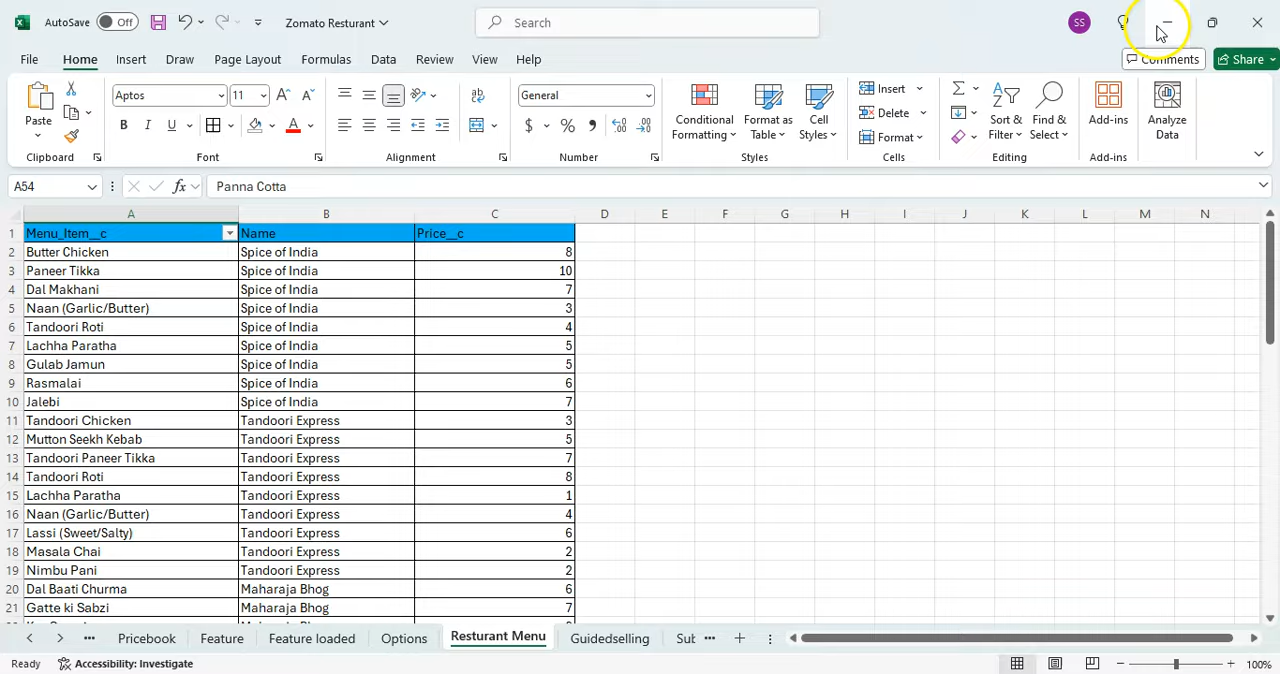 AutoSave Off Zomato Resturant Search SS
File Home Insert Draw Page Layout Formulas Data Review View Help Comments Share
Paste Aptos 11 General Conditional Formatting Format as Table Cell Styles Insert Delete Format Sort & Filter Find & Select Add-ins Analyze Data
Clipboard Font Alignment Number Styles Cells Editing Add-ins
A54 fx Panna Cotta
A B C D E F G H I J K L M N
1 Menu_Item__c Name Price__c
2 Butter Chicken Spice of India 8
3 Paneer Tikka Spice of India 10
4 Dal Makhani Spice of India 7
5 Naan (Garlic/Butter) Spice of India 3
6 Tandoori Roti Spice of India 4
7 Lachha Paratha Spice of India 5
8 Gulab Jamun Spice of India 5
9 Rasmalai Spice of India 6
10 Jalebi Spice of India 7
11 Tandoori Chicken Tandoori Express 3
12 Mutton Seekh Kebab Tandoori Express 5
13 Tandoori Paneer Tikka Tandoori Express 7
14 Tandoori Roti Tandoori Express 8
15 Lachha Paratha Tandoori Express 1
16 Naan (Garlic/Butter) Tandoori Express 4
17 Lassi (Sweet/Salty) Tandoori Express 6
18 Masala Chai Tandoori Express 2
19 Nimbu Pani Tandoori Express 2
20 Dal Baati Churma Maharaja Bhog 6
21 Gatte ki Sabzi Maharaja Bhog 7
Pricebook Feature Feature loaded Options Resturant Menu Guidedselling Sub
Ready Accessibility: Investigate 100%